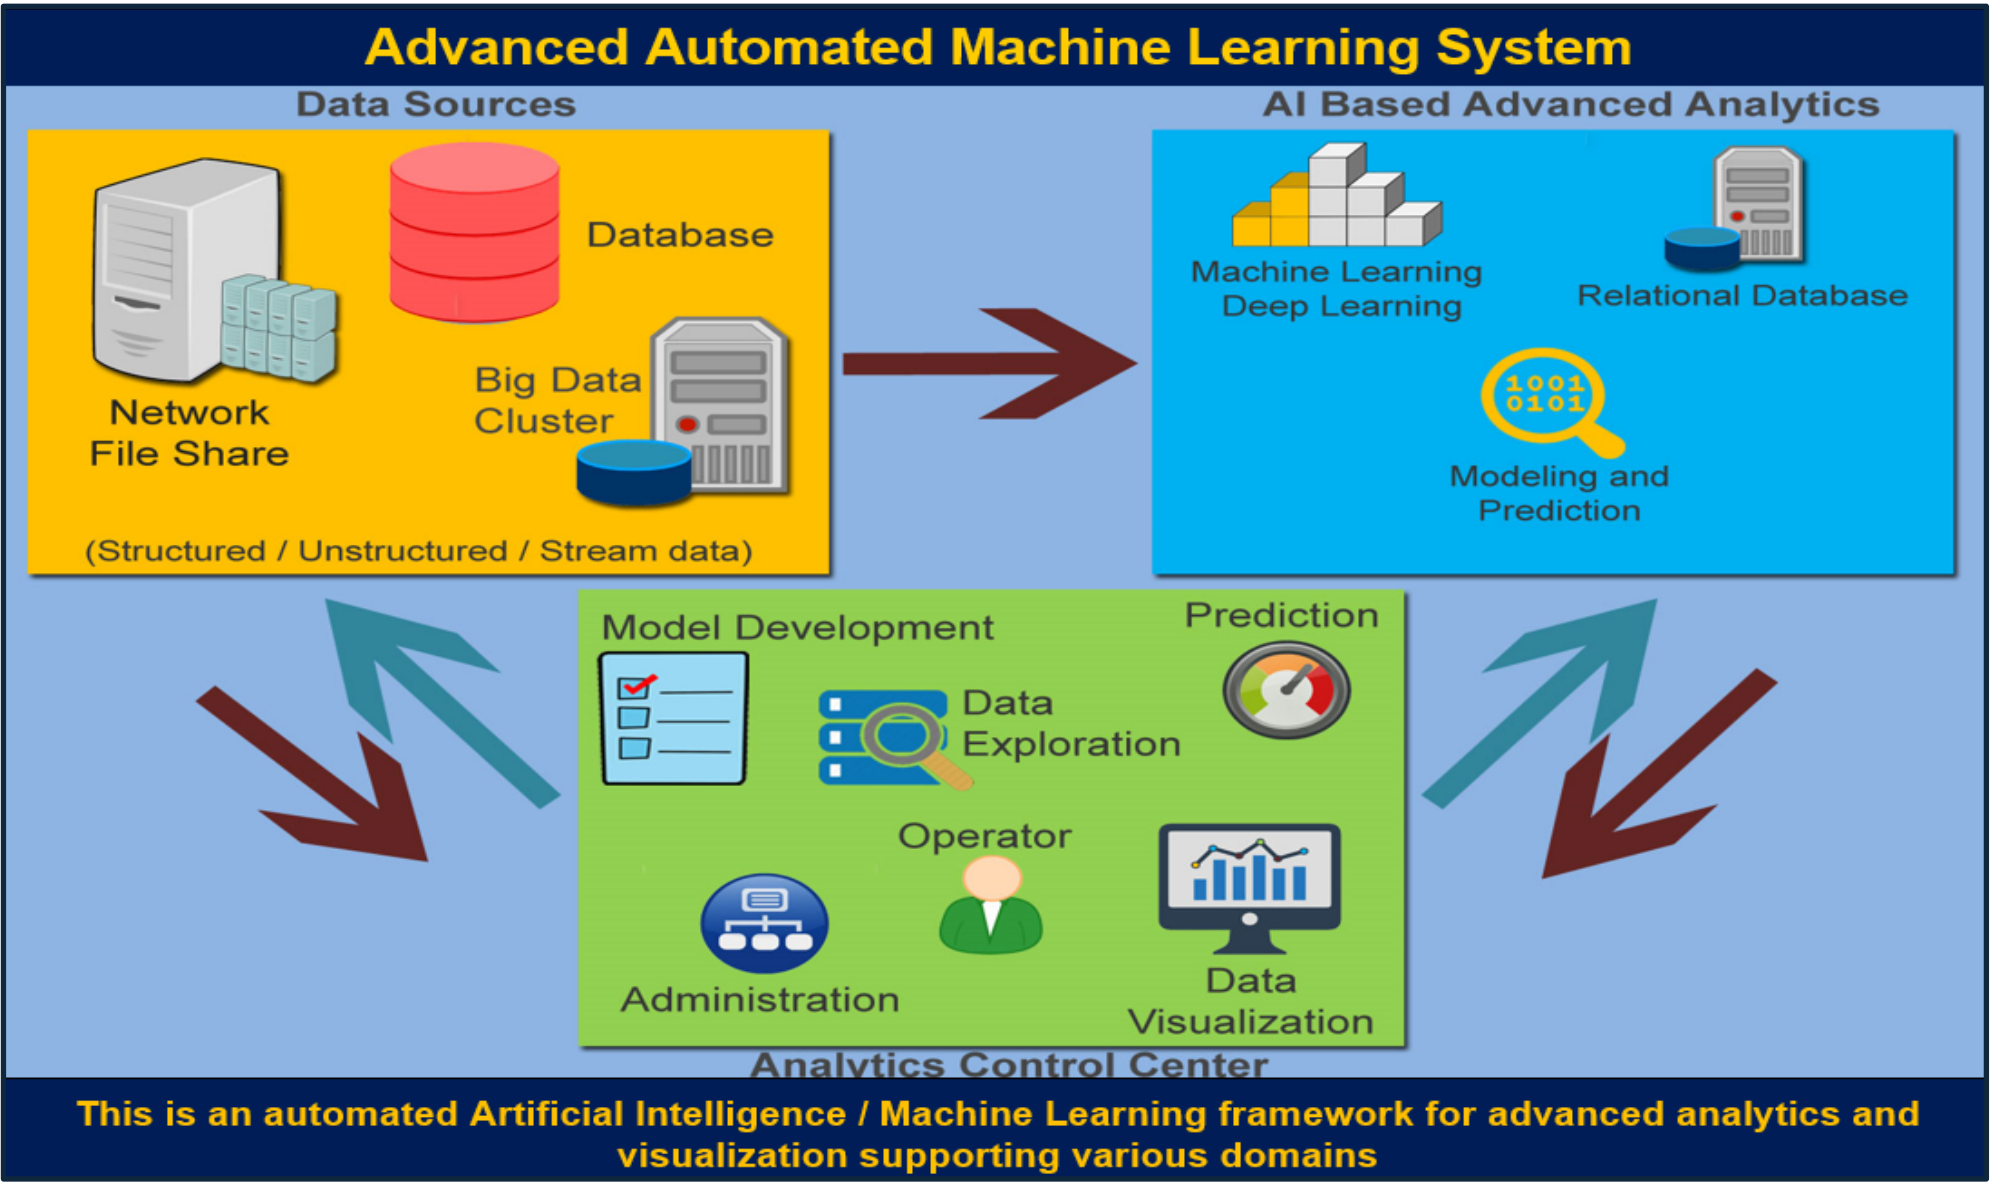 Advanced Automated Machine Learning System
Data Sources
AI Based Advanced Analytics
Database
Network
File Share
Big Data
Cluster
(Structured / Unstructured / Stream data)
Machine Learning
Deep Learning
Relational Database
1001
0101
Modeling and
Prediction
Model Development
Prediction
Data
Exploration
Operator
Administration
Data
Visualization
Analytics Control Center
This is an automated Artificial Intelligence / Machine Learning framework for advanced analytics and
visualization supporting various domains